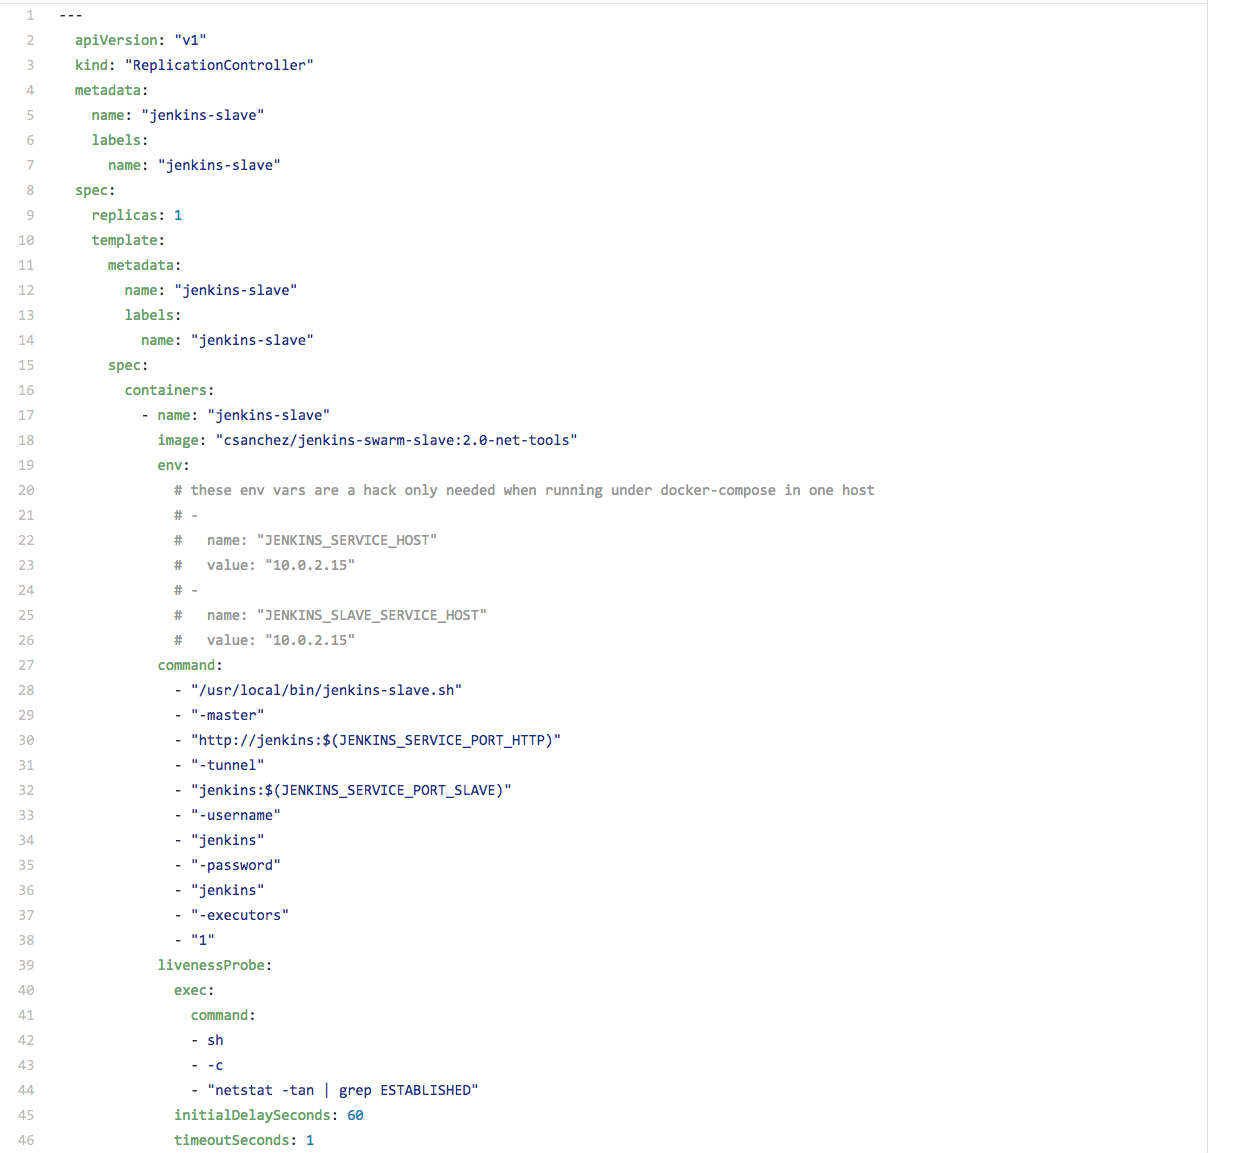 1 ---
2   apiVersion: "v1"
3   kind: "ReplicationController"
4   metadata:
5     name: "jenkins-slave"
6     labels:
7       name: "jenkins-slave"
8   spec:
9     replicas: 1
10     template:
11       metadata:
12         name: "jenkins-slave"
13         labels:
14           name: "jenkins-slave"
15       spec:
16         containers:
17           - name: "jenkins-slave"
18             image: "csanchez/jenkins-swarm-slave:2.0-net-tools"
19             env:
20               # these env vars are a hack only needed when running under docker-compose in one host
21               # -
22               #   name: "JENKINS_SERVICE_HOST"
23               #   value: "10.0.2.15"
24               # -
25               #   name: "JENKINS_SLAVE_SERVICE_HOST"
26               #   value: "10.0.2.15"
27             command:
28               - "/usr/local/bin/jenkins-slave.sh"
29               - "-master"
30               - "http://jenkins:$(JENKINS_SERVICE_PORT_HTTP)"
31               - "-tunnel"
32               - "jenkins:$(JENKINS_SERVICE_PORT_SLAVE)"
33               - "-username"
34               - "jenkins"
35               - "-password"
36               - "jenkins"
37               - "-executors"
38               - "1"
39             livenessProbe:
40               exec:
41                 command:
42                 - sh
43                 - -c
44                 - "netstat -tan | grep ESTABLISHED"
45               initialDelaySeconds: 60
46               timeoutSeconds: 1